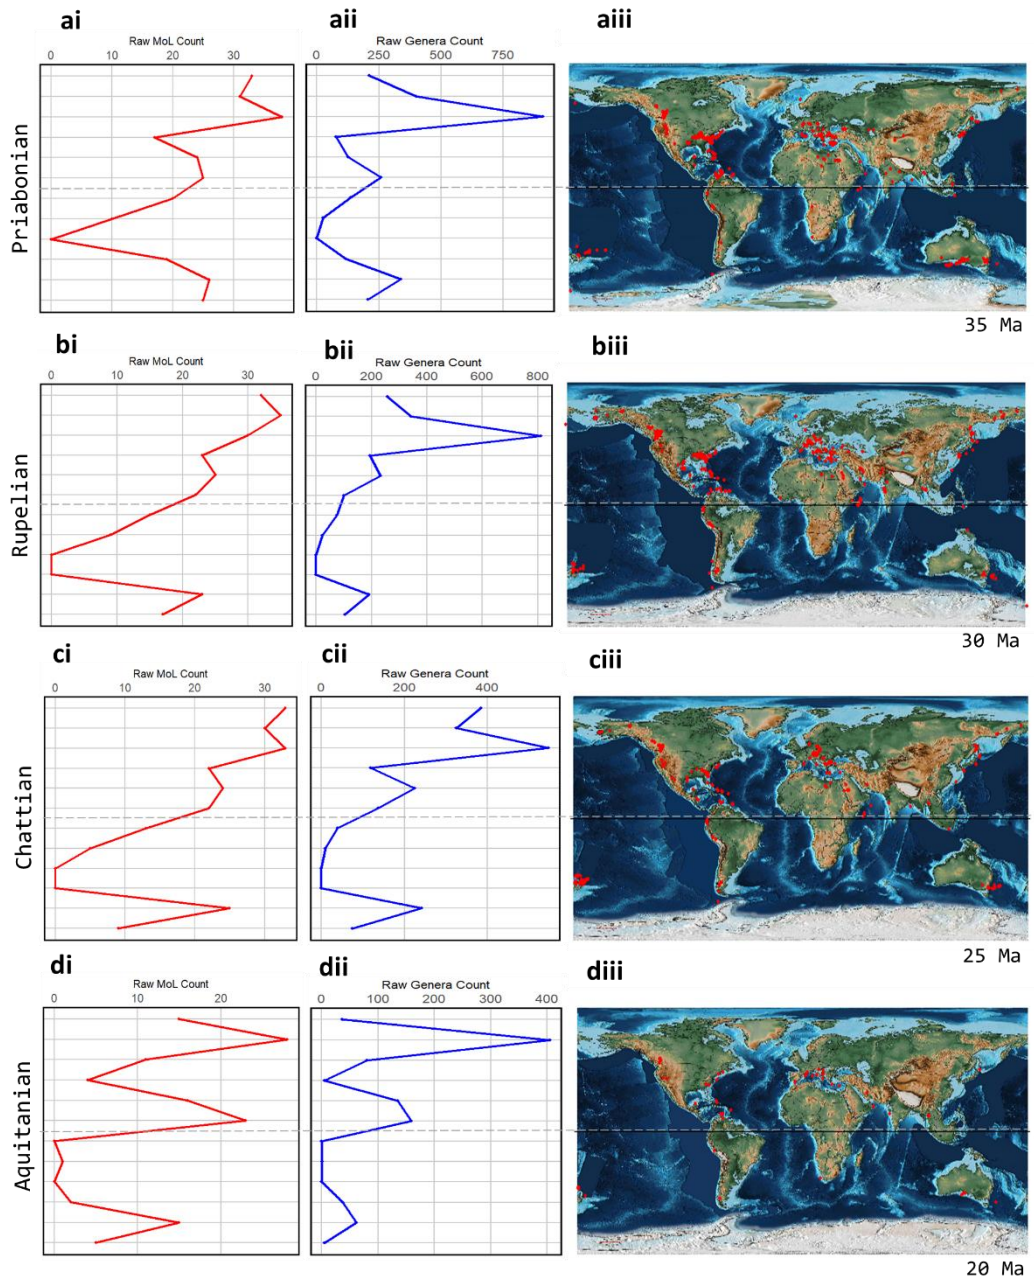 ai
aii
aiii
Raw MoL Count
Raw Genera Count
0 10 20 30
0 250 500 750
Priabonian
35 Ma
bi
bii
biii
Raw MoL Count
Raw Genera Count
0 10 20 30
0 200 400 600 800
Rupelian
30 Ma
ci
cii
ciii
Raw MoL Count
Raw Genera Count
0 10 20 30
0 200 400
Chattian
25 Ma
di
dii
diii
Raw MoL Count
Raw Genera Count
0 10 20
0 100 200 300 400
Aquitanian
20 Ma